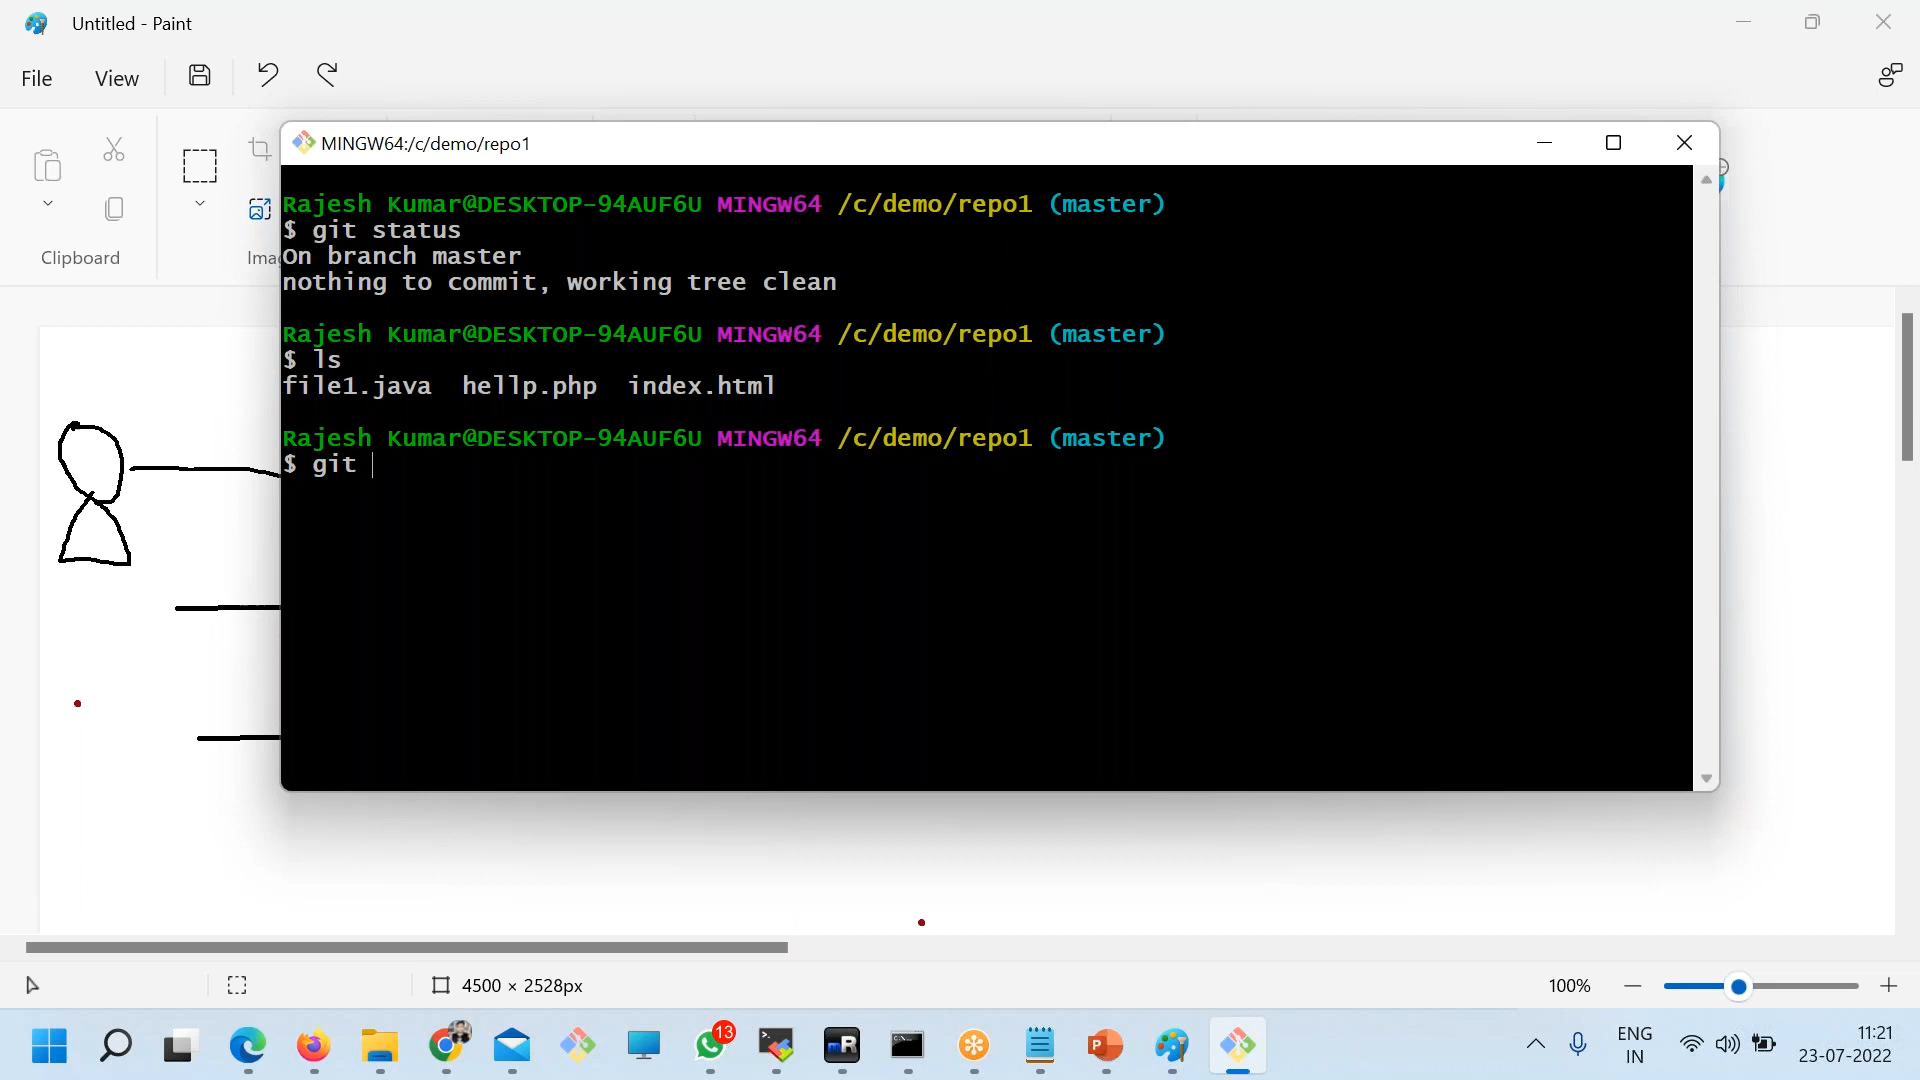 Untitled - Paint
File
View
MINGW64:/c/demo/repo1
Clipboard
Rajesh Kumar@DESKTOP-94AUF6U MINGW64 /c/demo/repo1 (master)
$ git status
On branch master
nothing to commit, working tree clean
Rajesh Kumar@DESKTOP-94AUF6U MINGW64 /c/demo/repo1 (master)
$ ls
file1.java  hellp.php  index.html
Rajesh Kumar@DESKTOP-94AUF6U MINGW64 /c/demo/repo1 (master)
$ git
4500 × 2528px
100%
13
ENG
IN
11:21
23-07-2022